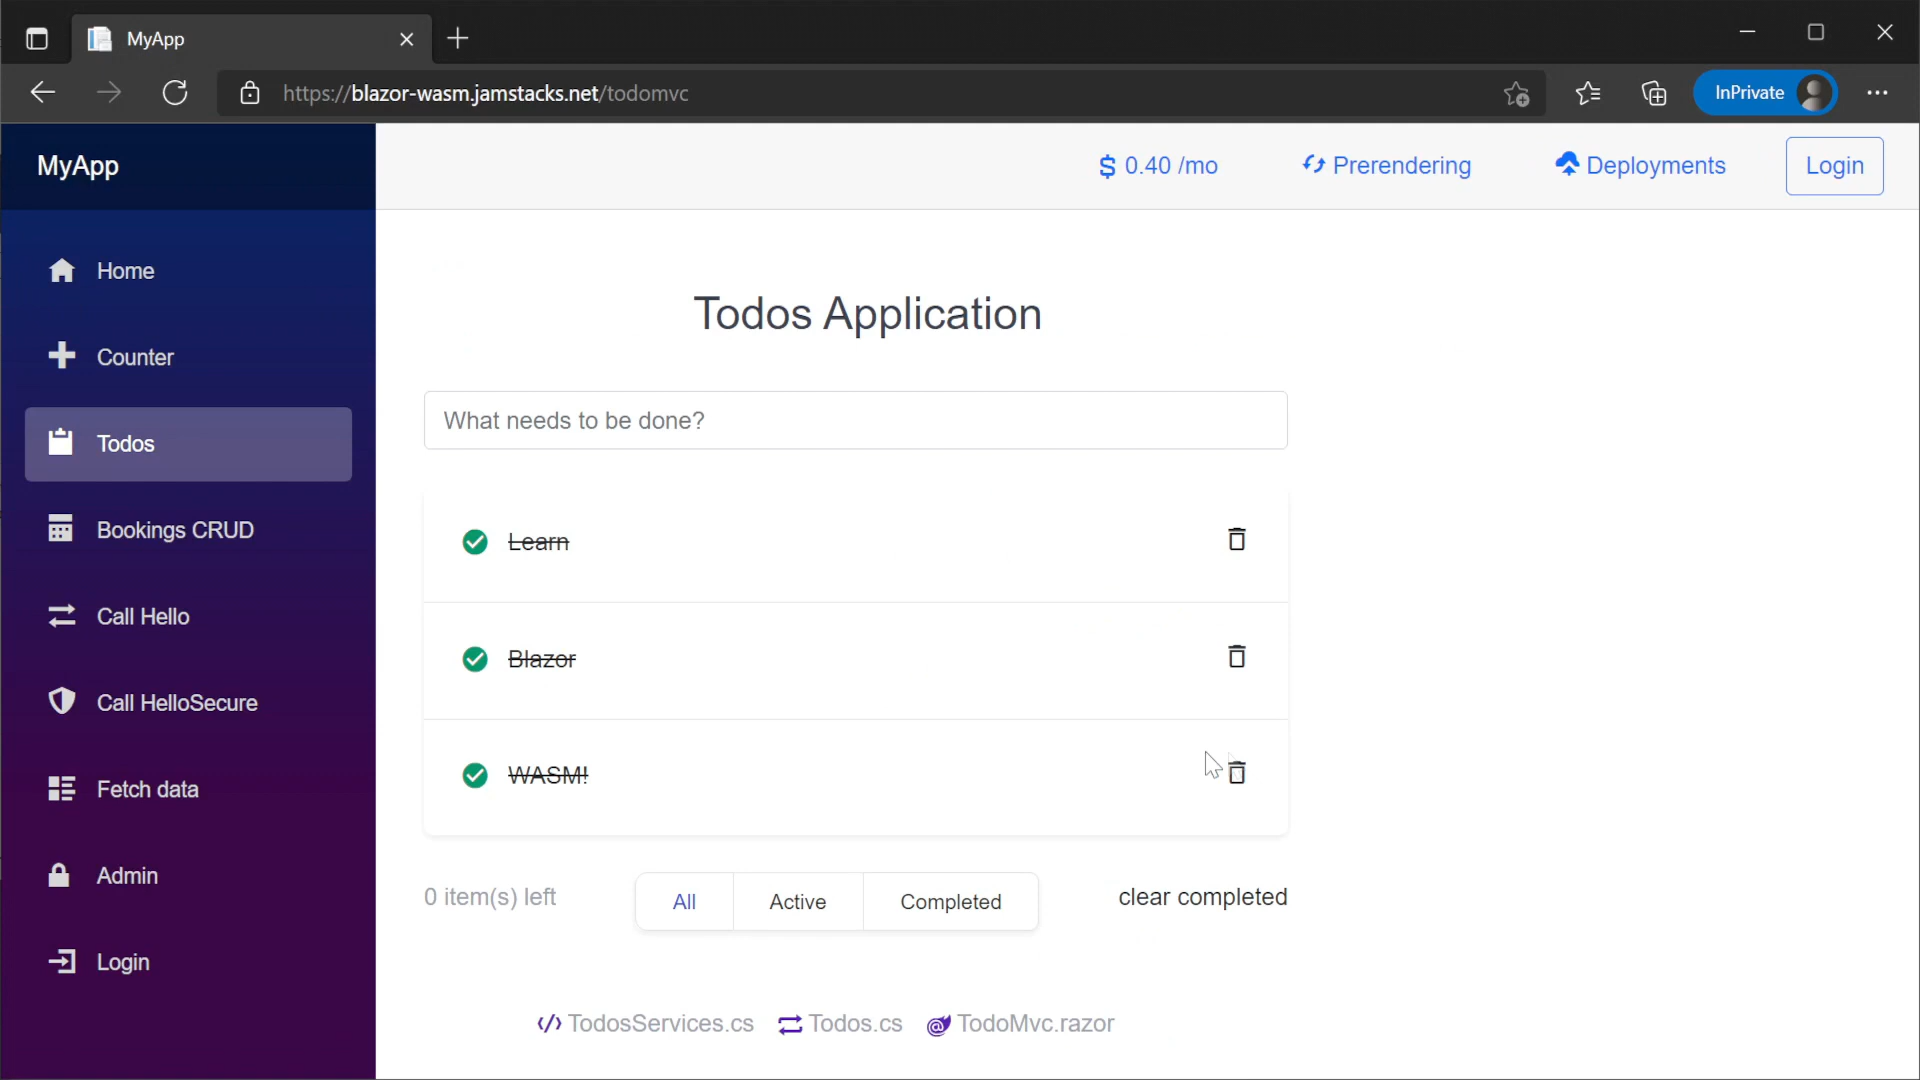 MyApp
https://blazor-wasm.jamstacks.net/todomvc
InPrivate
MyApp
$ 0.40 /mo
Prerendering
Deployments
Login
Home
Counter
Todos
Bookings CRUD
Call Hello
Call HelloSecure
Fetch data
Admin
Login
Todos Application
What needs to be done?
Learn
Blazor
WASM!
0 item(s) left
All
Active
Completed
clear completed
TodosServices.cs
Todos.cs
TodoMvc.razor